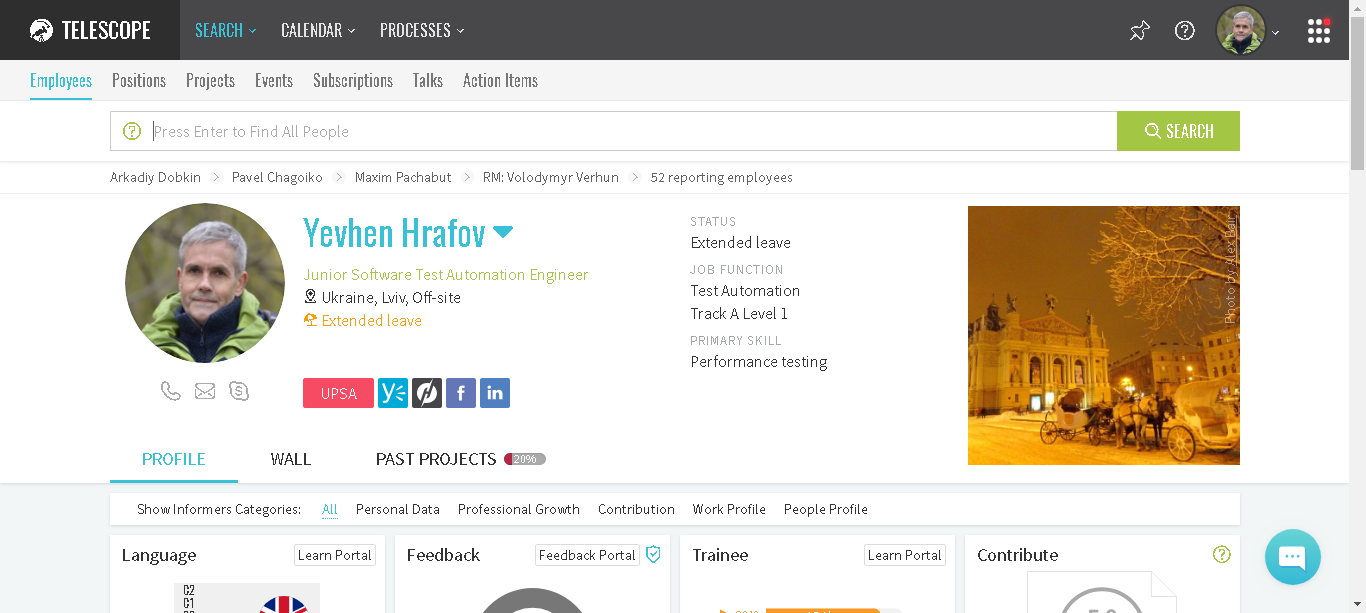 TELESCOPE
SEARCH
CALENDAR
PROCESSES
Employees
Positions
Projects
Events
Subscriptions
Talks
Action Items
Press Enter to Find All People
SEARCH
Arkadiy Dobkin > Pavel Chagoiko > Maxim Pachabut > RM: Volodymyr Verhun > 52 reporting employees
Yevhen Hrafov
Junior Software Test Automation Engineer
Ukraine, Lviv, Off-site
Extended leave
UPSA
STATUS
Extended leave
JOB FUNCTION
Test Automation
Track A Level 1
PRIMARY SKILL
Performance testing
Photo by Alex Bair
PROFILE
WALL
PAST PROJECTS 20%
Show Informers Categories: All Personal Data Professional Growth Contribution Work Profile People Profile
Language
Learn Portal
C2
C1
Feedback
Feedback Portal
Trainee
Learn Portal
Contribute